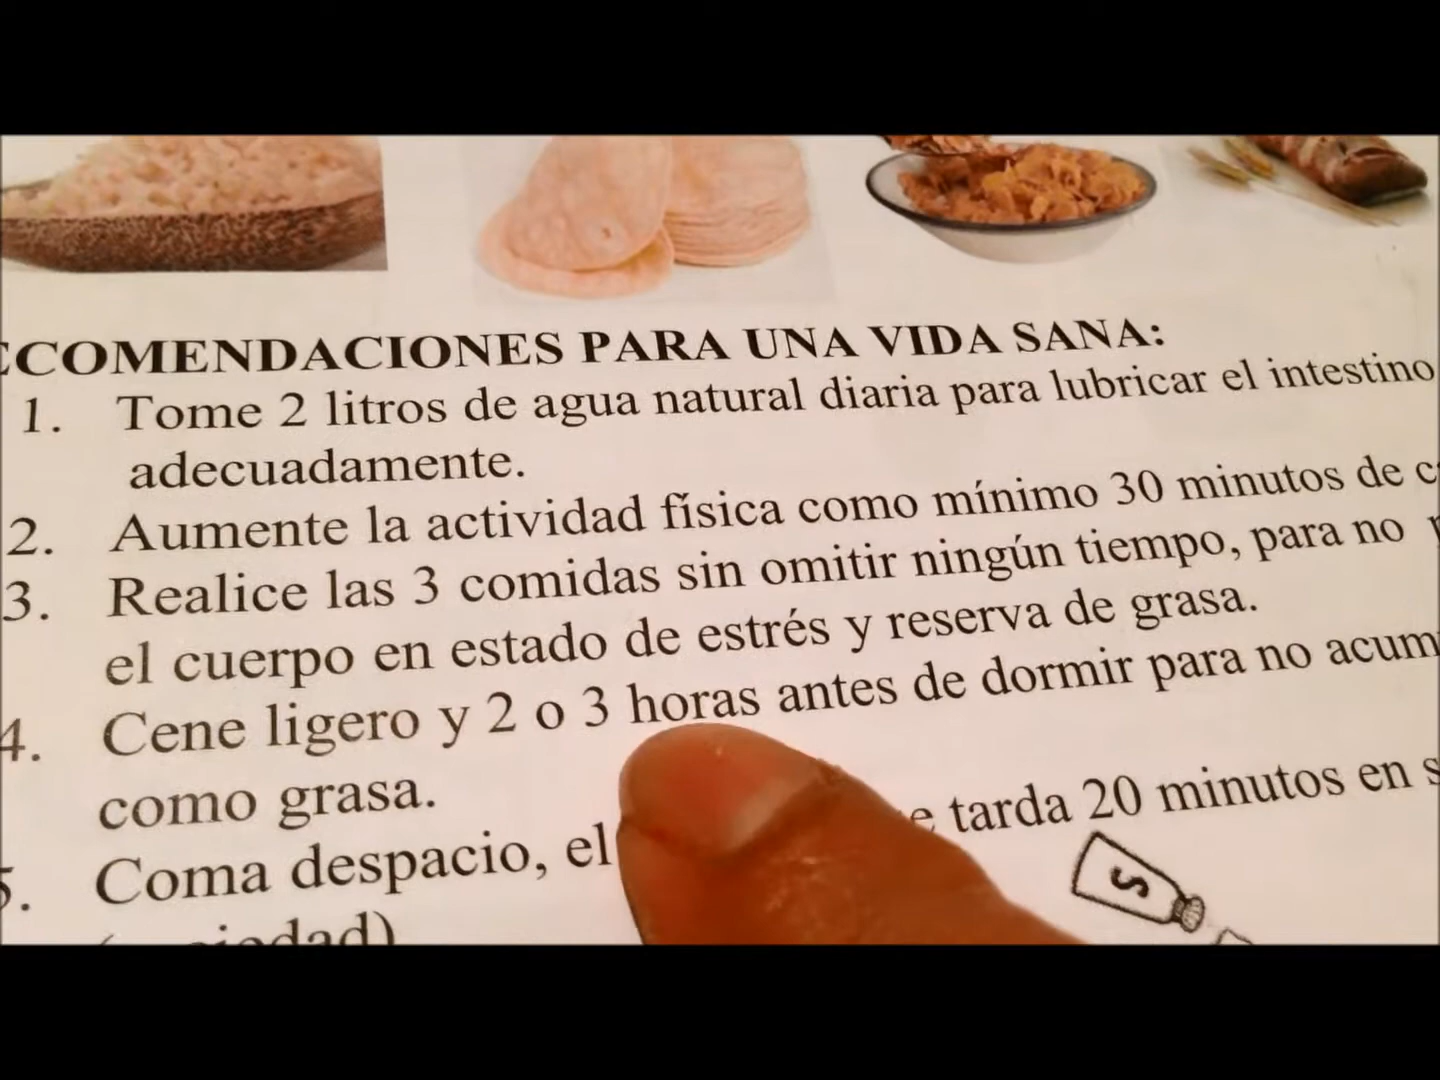 COMENDACIONES PARA UNA VIDA SANA:
1. Tome 2 litros de agua natural diaria para lubricar el intestino
adecuadamente.
2. Aumente la actividad física como mínimo 30 minutos de
3. Realice las 3 comidas sin omitir ningún tiempo, para no
el cuerpo en estado de estrés y reserva de grasa.
4. Cene ligero y 2 o 3 horas antes de dormir para no acum
como grasa.
5. Coma despacio, el e tarda 20 minutos en s
S